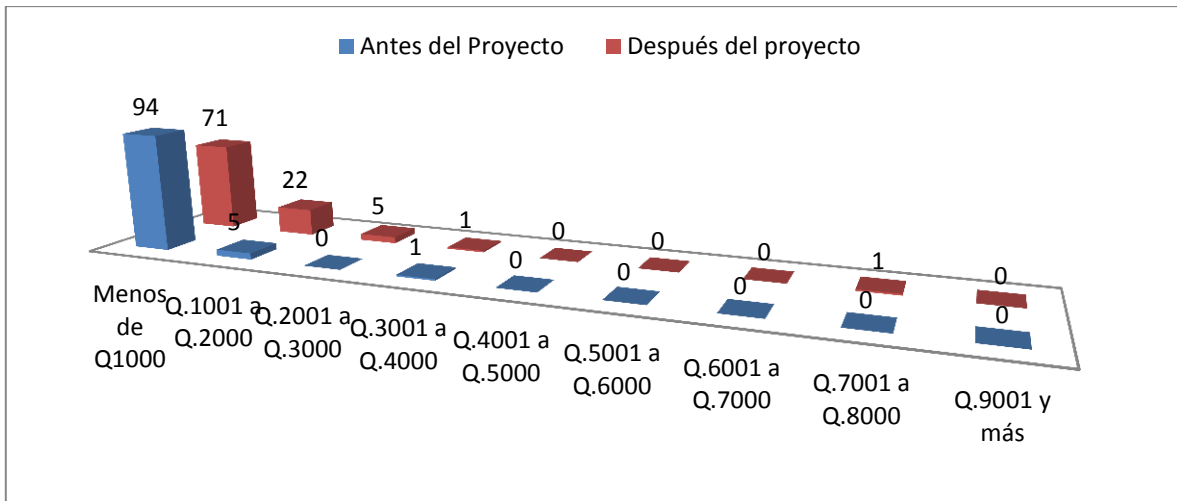 Antes del Proyecto
Después del proyecto
94
71
22
5
1
0
0
0
1
0
5
0
1
0
0
0
0
0
Menos
de
Q1000
Q.1001 a
Q.2000
Q.2001 a
Q.3000
Q.3001 a
Q.4000
Q.4001 a
Q.5000
Q.5001 a
Q.6000
Q.6001 a
Q.7000
Q.7001 a
Q.8000
Q.9001 y
más